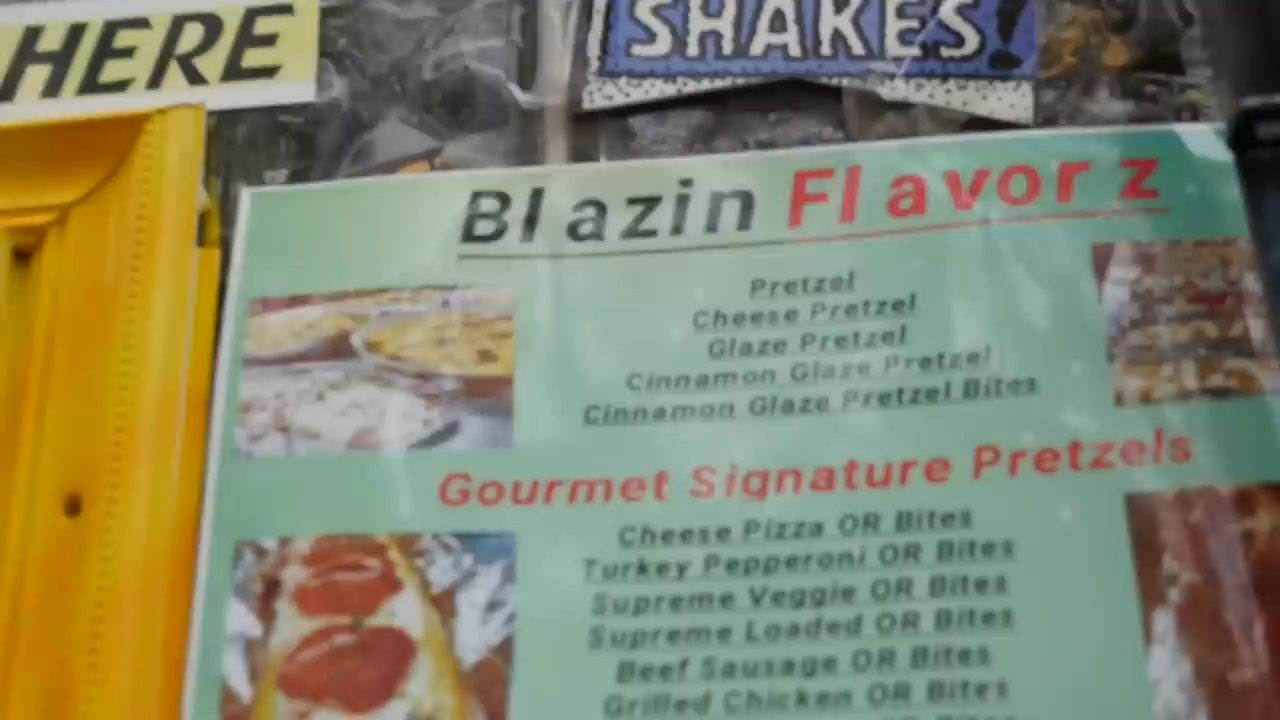 HERE
SHAKES!
Blazin Flavorz
Pretzel
Cheese Pretzel
Glaze Pretzel
Cinnamon Glaze Pretzel
Cinnamon Glaze Pretzel Bites
Gourmet Signature Pretzels
Cheese Pizza OR Bites
Turkey Pepperoni OR Bites
Supreme Veggie OR Bites
Supreme Loaded OR Bites
Beef Sausage OR Bites
Grilled Chicken OR Bites
OR Bites